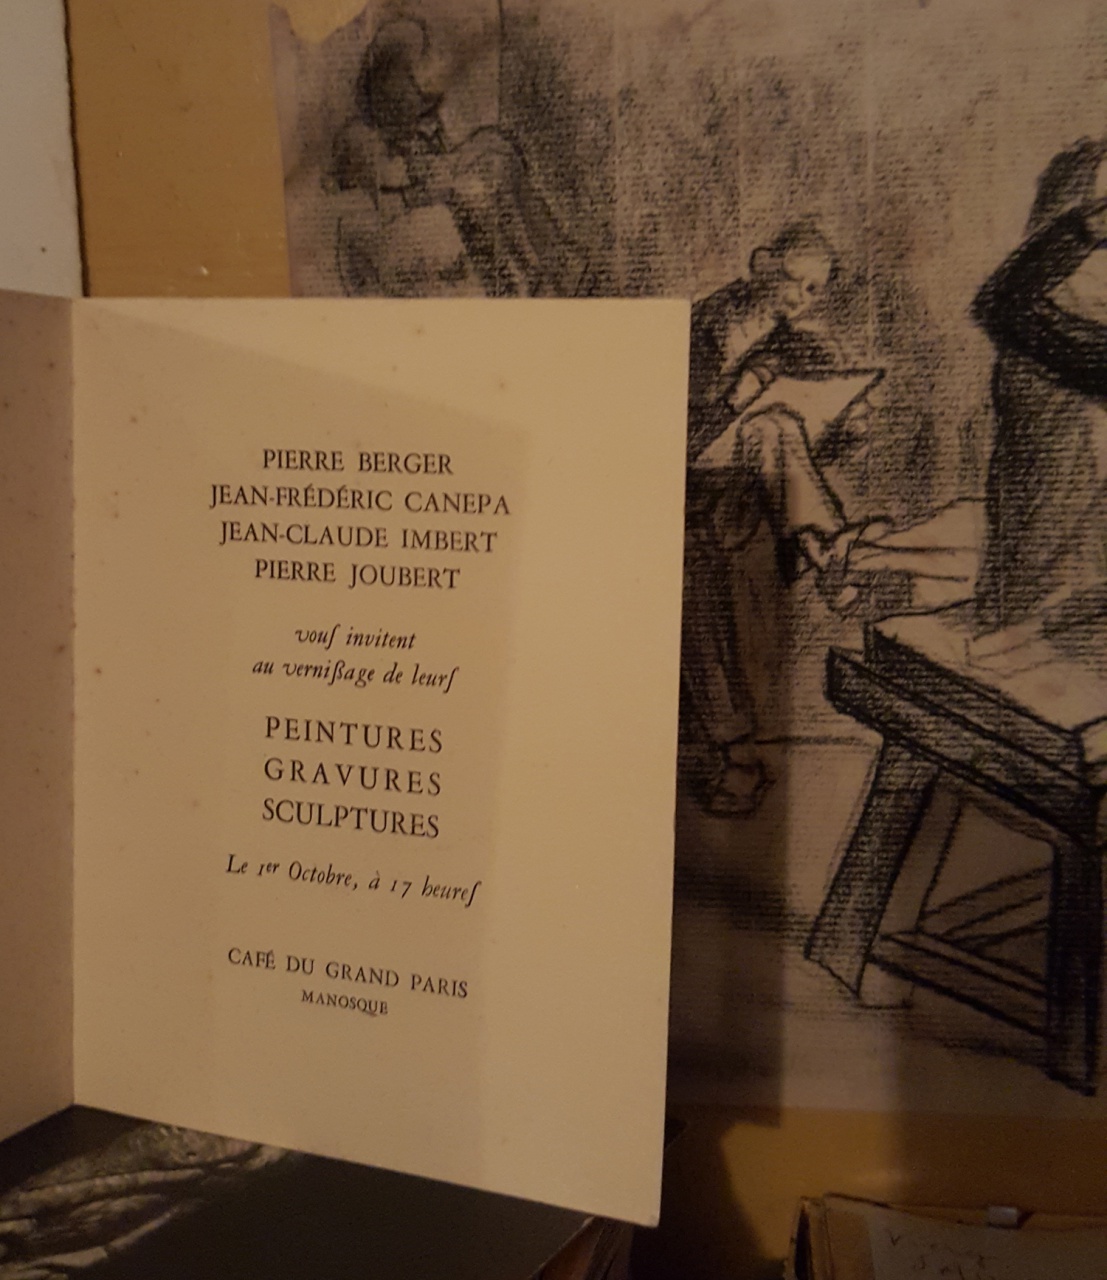 PIERRE BERGER
JEAN-FRÉDÉRIC CANEPA
JEAN-CLAUDE IMBERT
PIERRE JOUBERT
vouſ invitent
au vernißage de leurſ
PEINTURES
GRAVURES
SCULPTURES
Le 1er Octobre, à 17 heureſ
CAFÉ DU GRAND PARIS
MANOSQUE